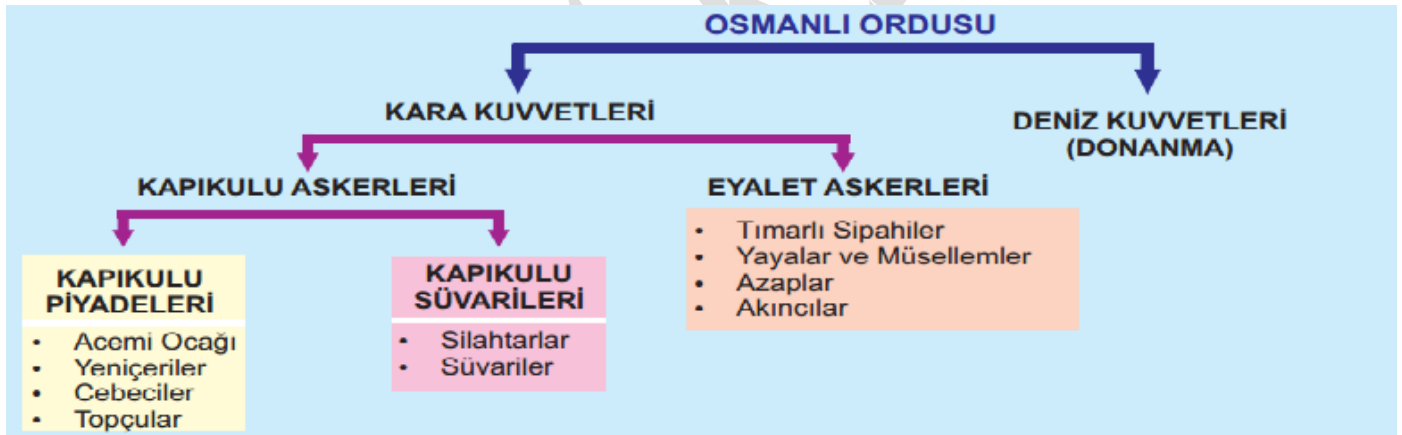 OSMANLI ORDUSU
KARA KUVVETLERİ
DENİZ KUVVETLERİ
(DONANMA)
KAPIKULU ASKERLERİ
EYALET ASKERLERİ
• Tımarlı Sipahiler
• Yayalar ve Müsellemler
• Azaplar
• Akıncılar
KAPIKULU
PİYADELERİ
• Acemi Ocağı
• Yeniçeriler
• Cebeciler
• Topçular
KAPIKULU
SÜVARİLERİ
• Silahtarlar
• Süvariler